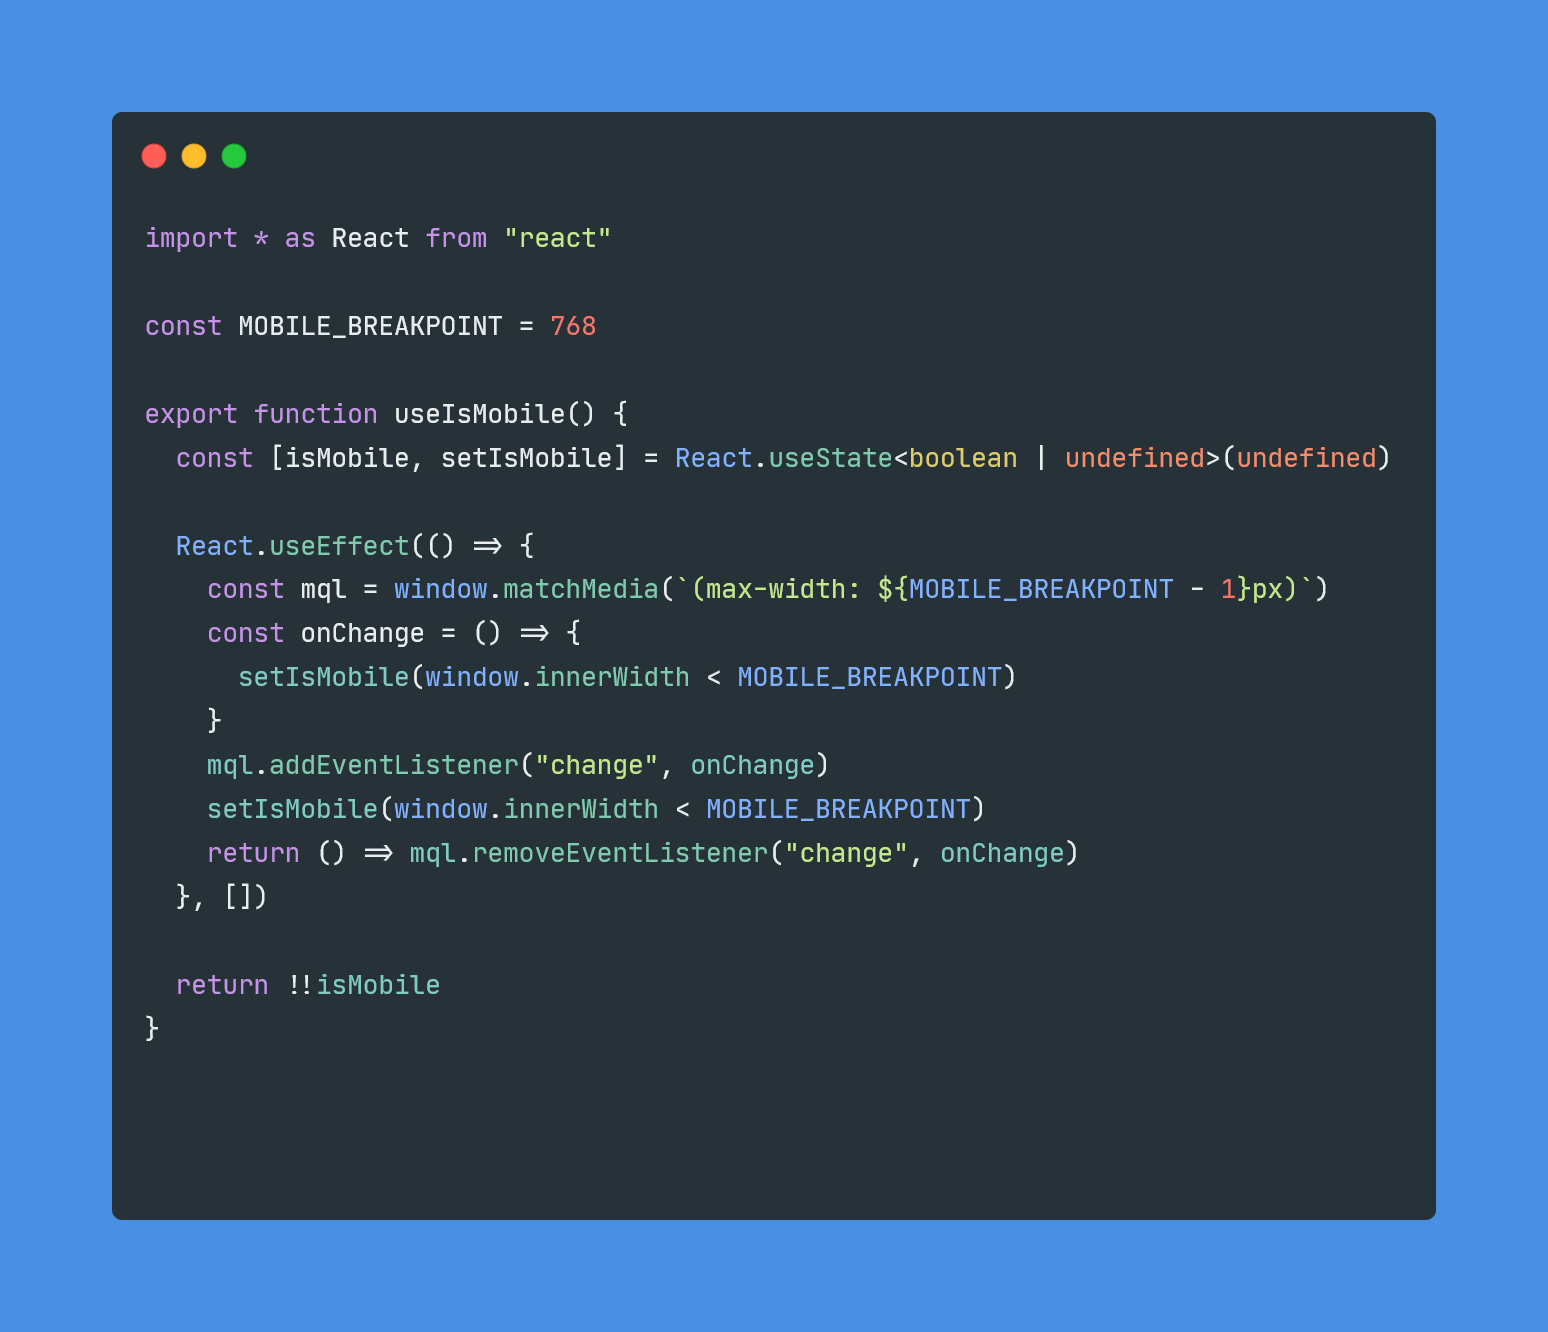 import * as React from "react"
const MOBILE_BREAKPOINT = 768
export function useIsMobile() {
  const [isMobile, setIsMobile] = React.useState<boolean | undefined>(undefined)
  React.useEffect(() => {
    const mql = window.matchMedia(`(max-width: ${MOBILE_BREAKPOINT - 1}px)`)
    const onChange = () => {
      setIsMobile(window.innerWidth < MOBILE_BREAKPOINT)
    }
    mql.addEventListener("change", onChange)
    setIsMobile(window.innerWidth < MOBILE_BREAKPOINT)
    return () => mql.removeEventListener("change", onChange)
  }, [])
  return !!isMobile
}